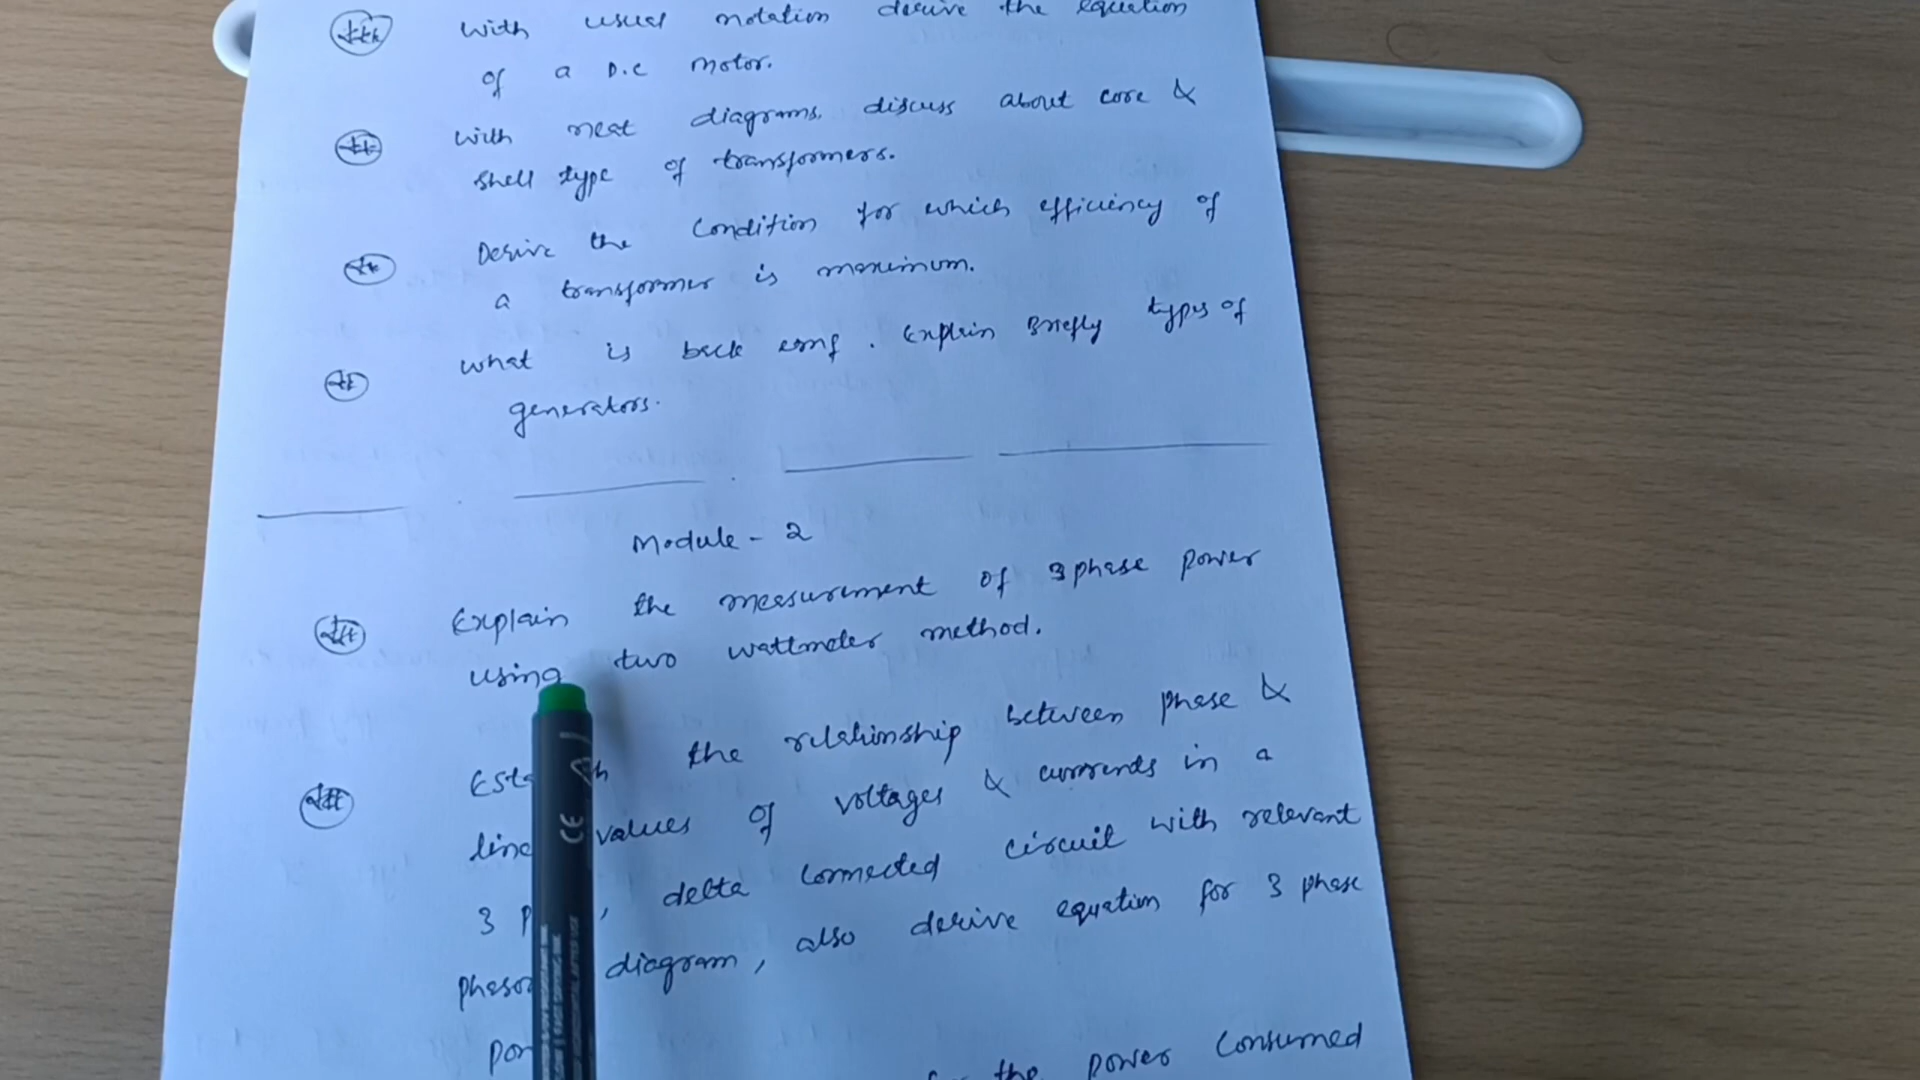 with usual notation derive the equation
of a D.C motor.
with neat diagrams, discuss about core &
shell type of transformers.
Derive the condition for which efficiency of
a transformer is maximum.
what is back emf. Explain Briefly types of
generators.
Module - 2
Explain the measurement of 3 phase power
using two wattmeter method.
the relationship between phase &
line values of voltages & currents in a
3 delta connected circuit with relevant
diagram, also derive equation for 3 phase
the power consumed
CE